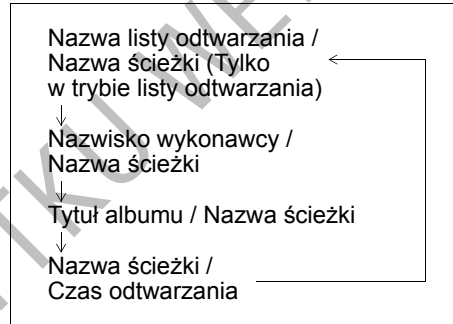 Nazwa listy odtwarzania /
Nazwa ścieżki (Tylko
w trybie listy odtwarzania)
Nazwisko wykonawcy /
Nazwa ścieżki
Tytuł albumu / Nazwa ścieżki
Nazwa ścieżki /
Czas odtwarzania